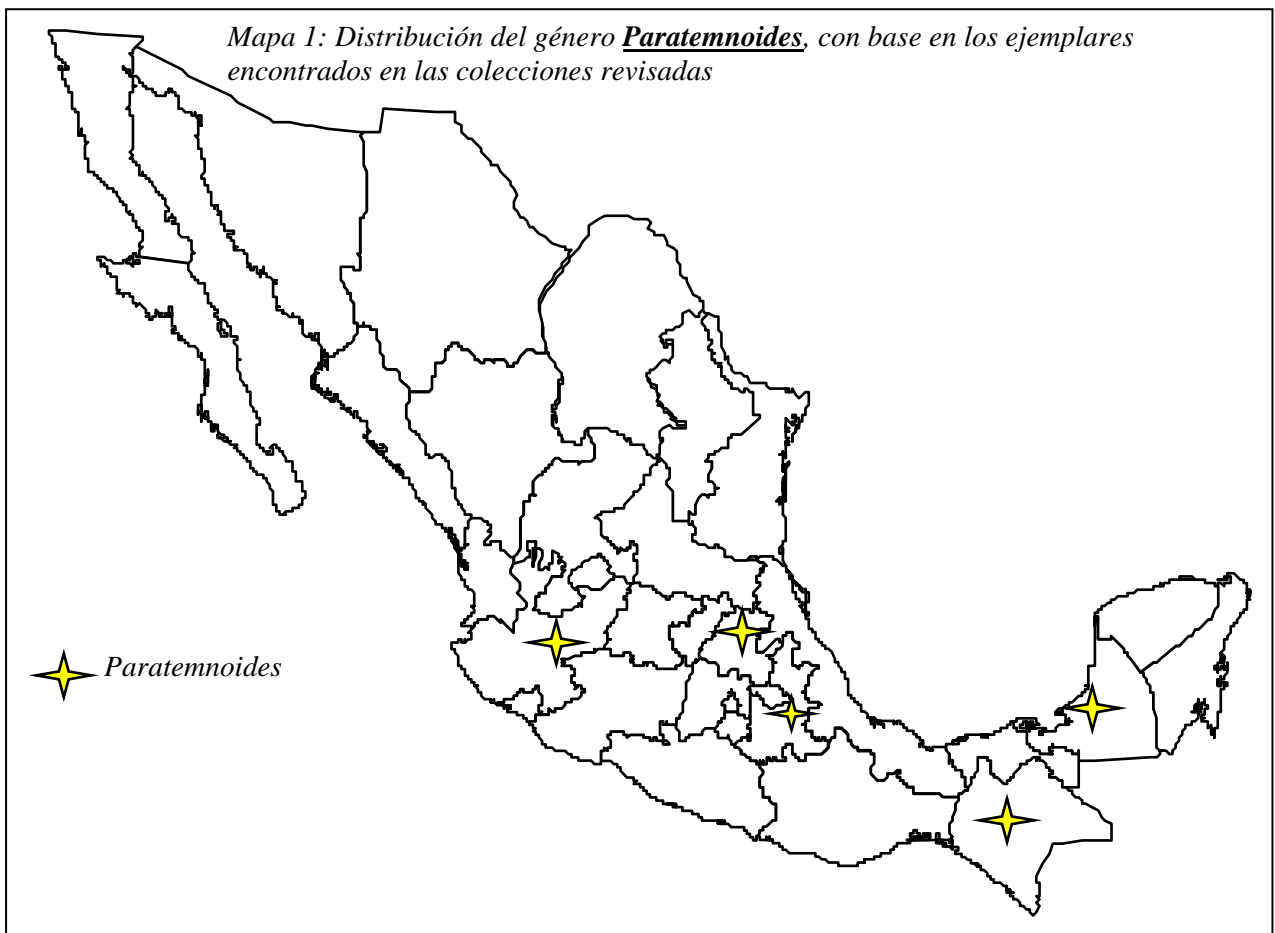 Mapa 1: Distribución del género Paratemnoides, con base en los ejemplares
encontrados en las colecciones revisadas
Paratemnoides